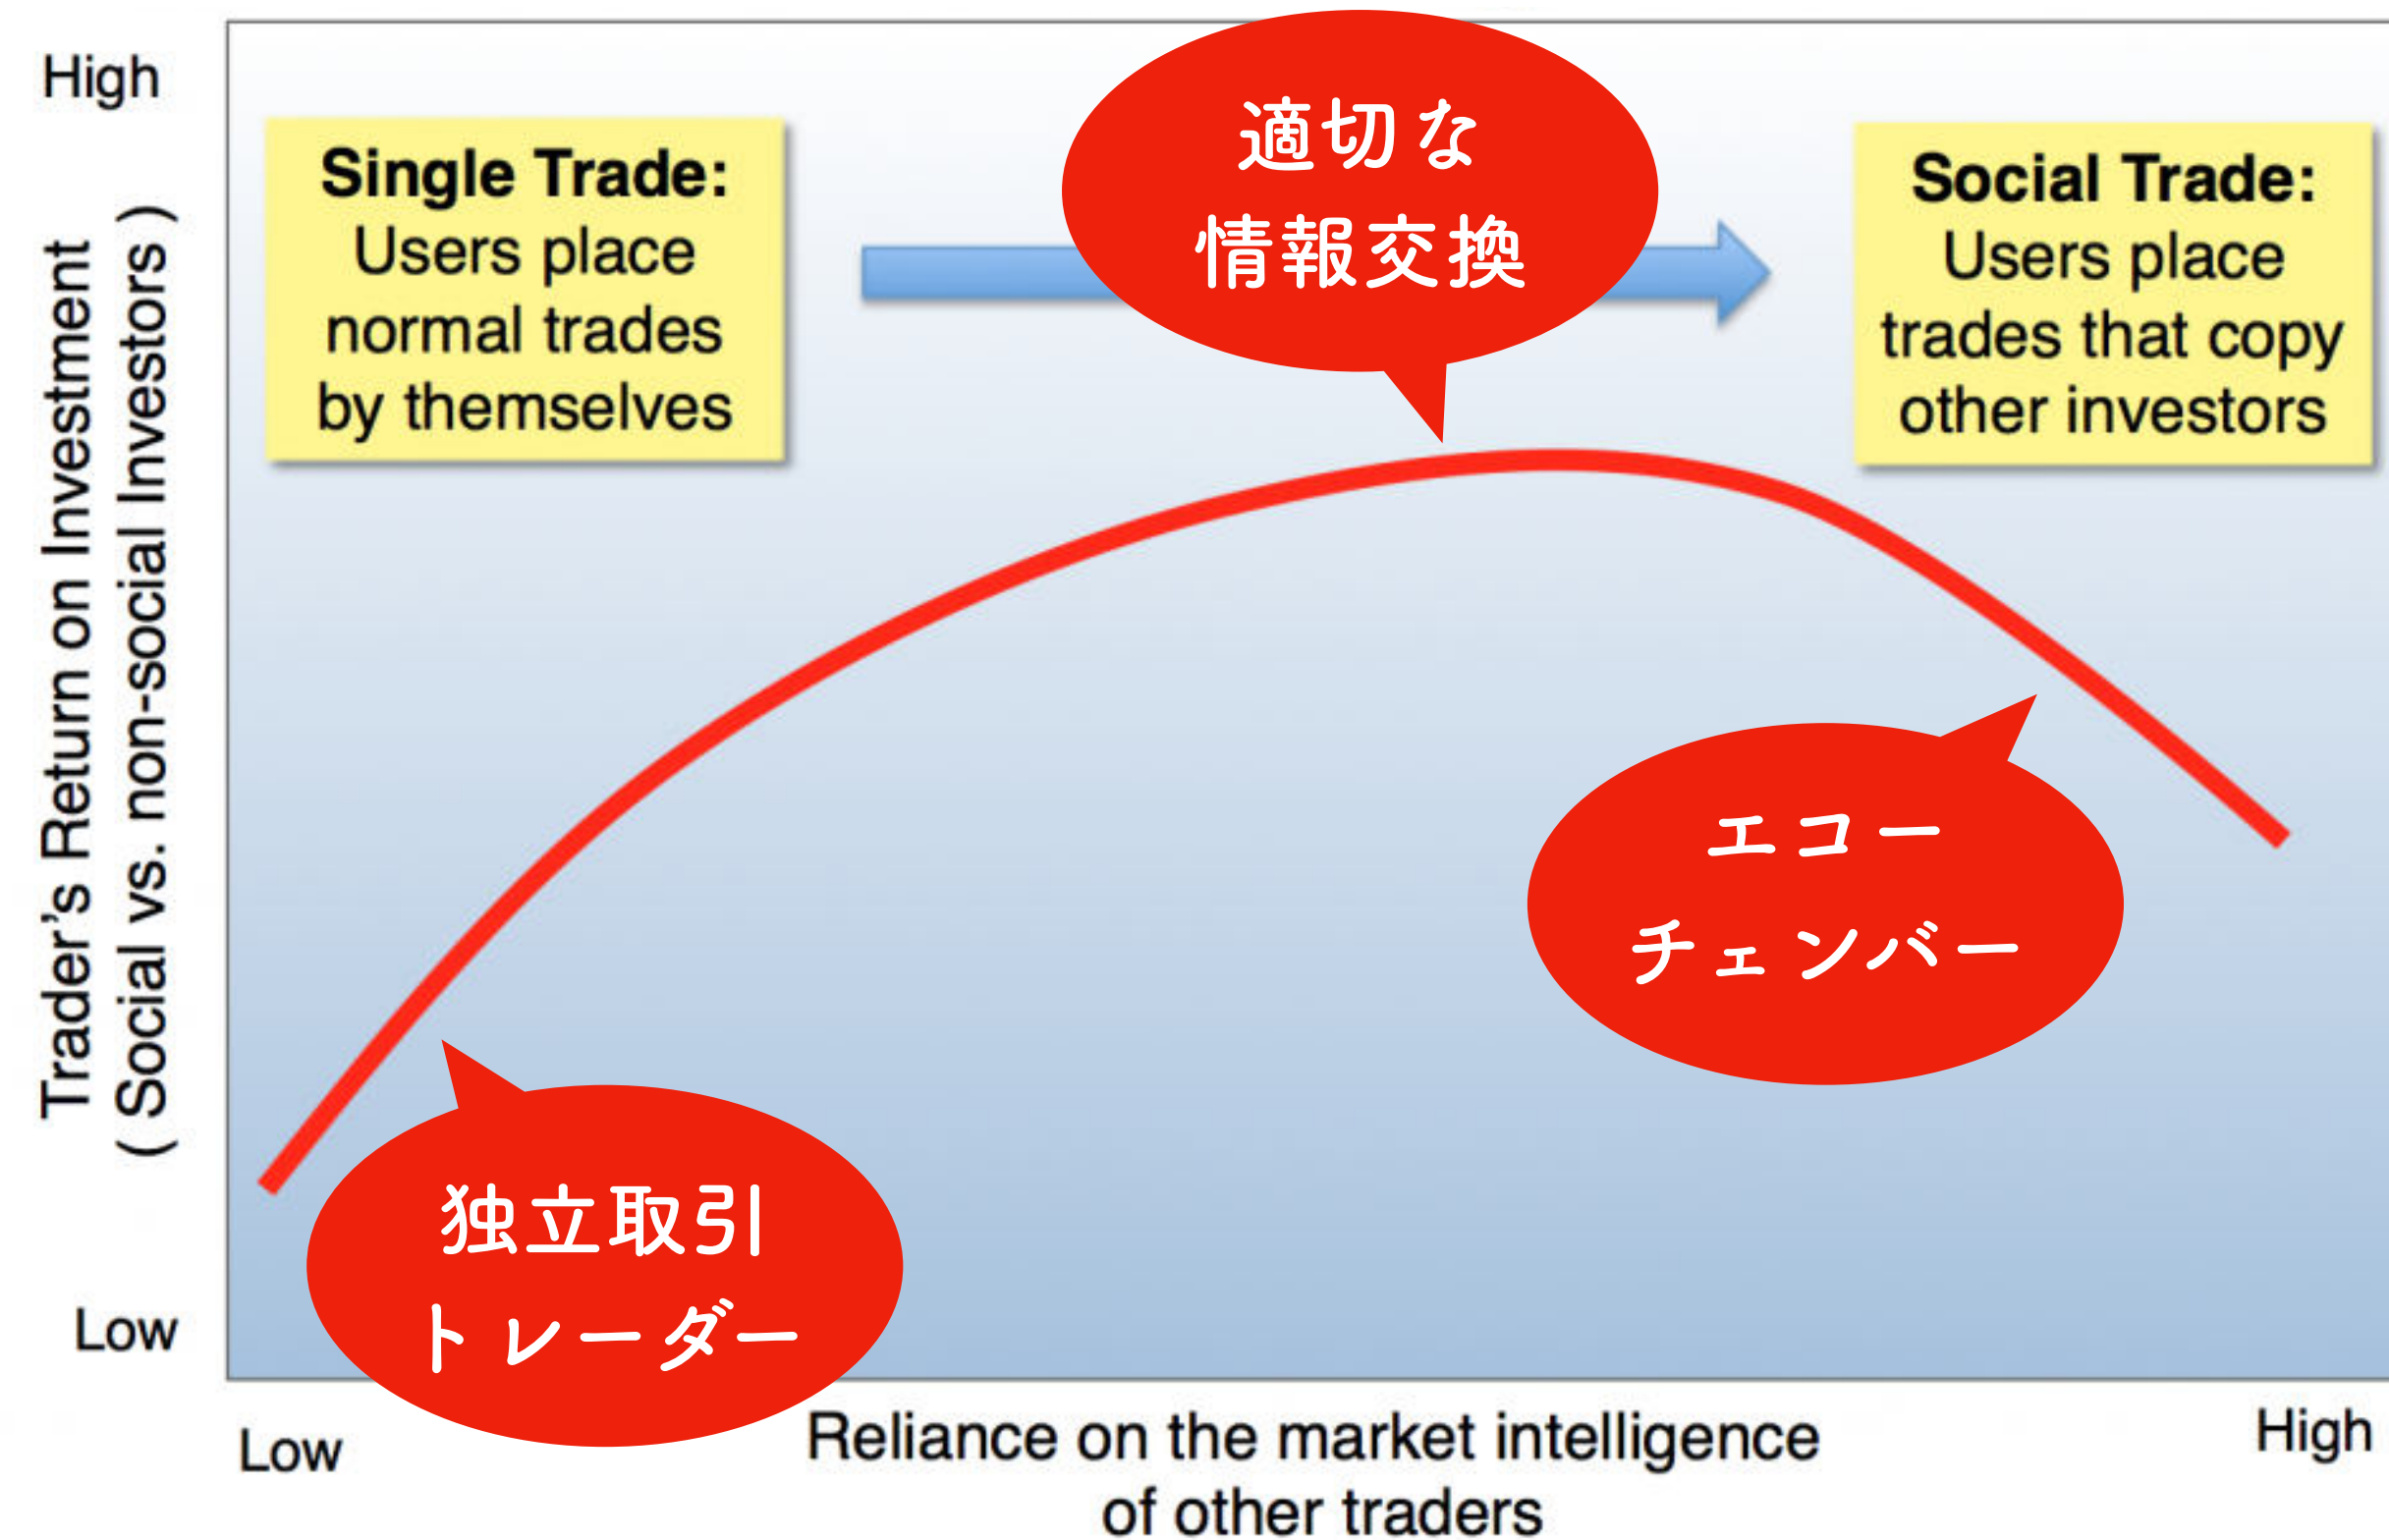 High
Trader's Return on Investment
( Social vs. non-social Investors )
Low
Single Trade:
Users place
normal trades
by themselves
適切な
情報交換
Social Trade:
Users place
trades that copy
other investors
エコー
チェンバー
独立取引
トレーダー
Low
Reliance on the market intelligence
of other traders
High